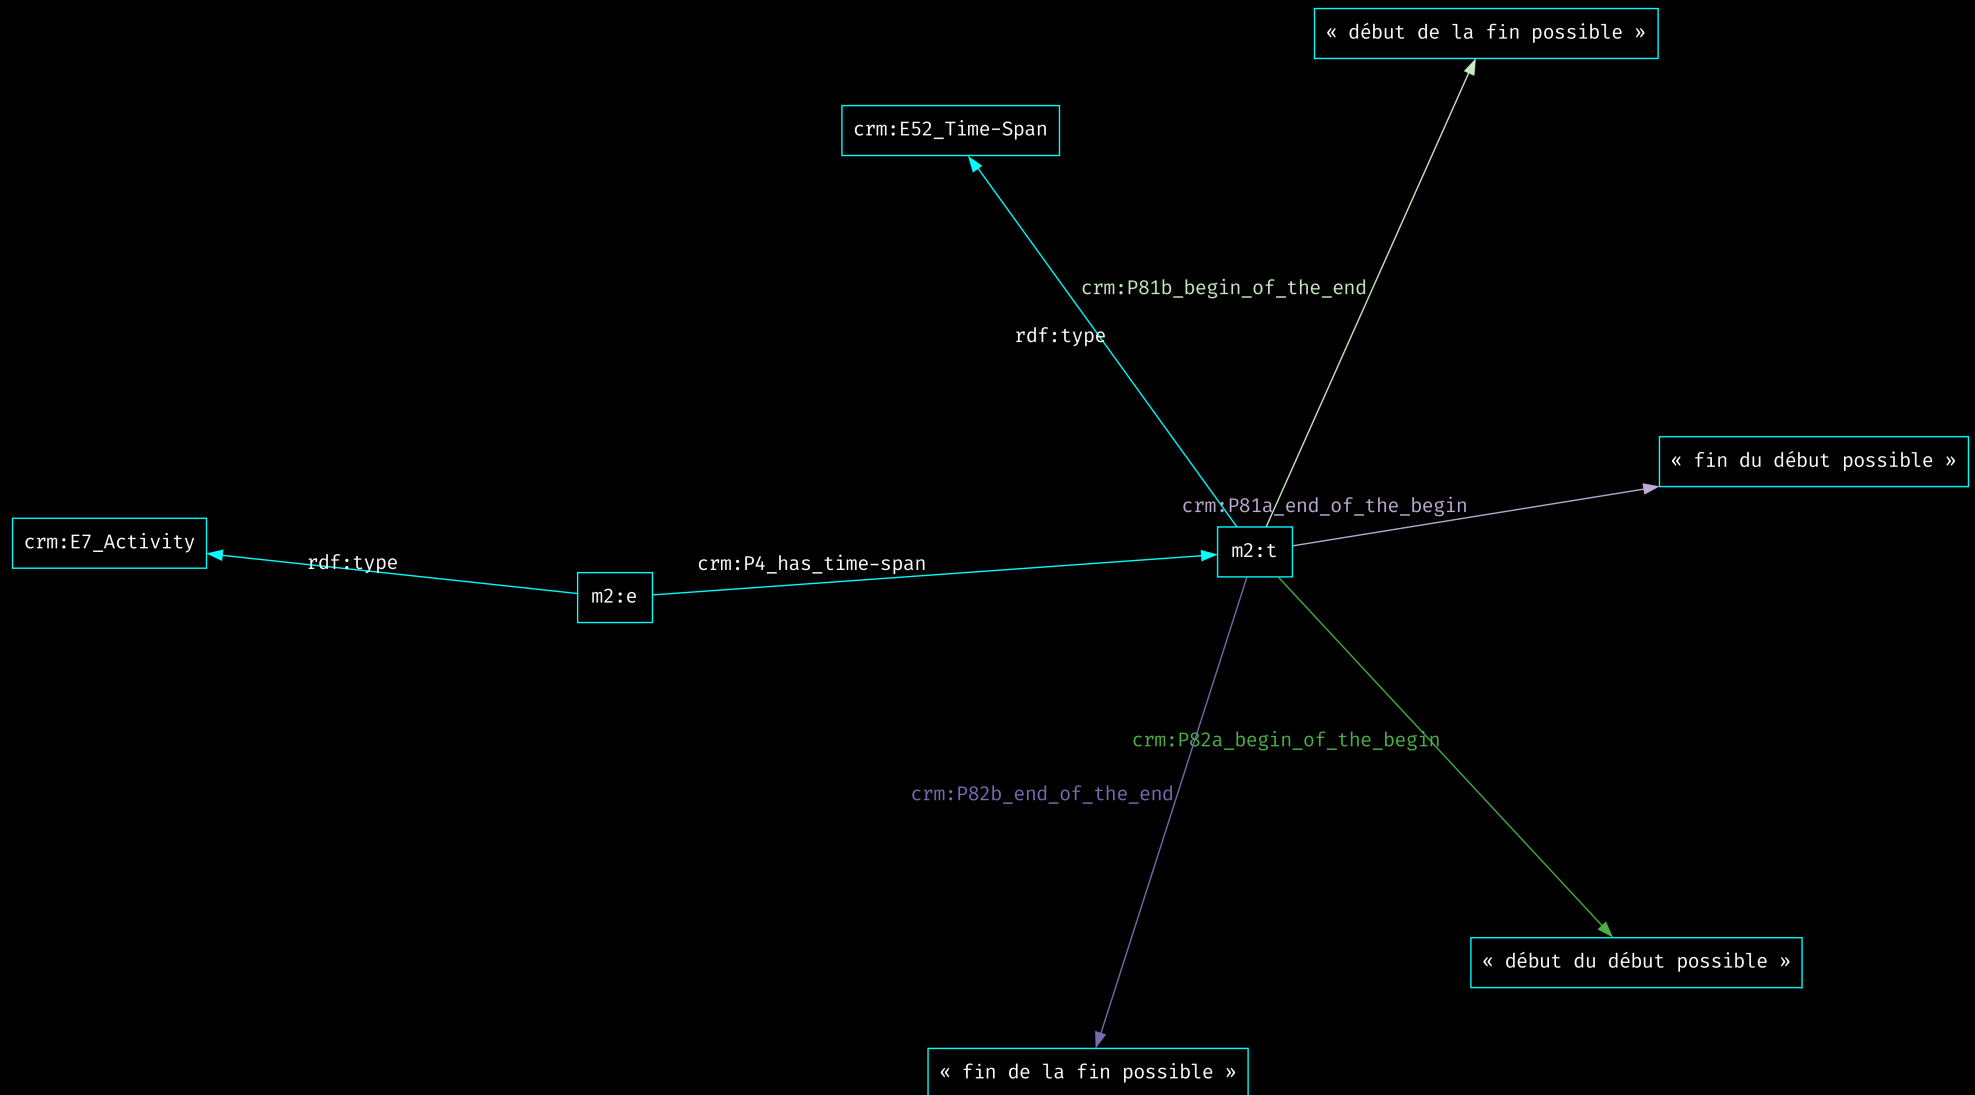 « début de la fin possible »
crm:E52_Time-Span
crm:P81b_begin_of_the_end
rdf:type
« fin du début possible »
crm:P81a_end_of_the_begin
crm:E7_Activity
rdf:type
crm:P4_has_time-span
m2:t
m2:e
crm:P82a_begin_of_the_begin
crm:P82b_end_of_the_end
« début du début possible »
« fin de la fin possible »